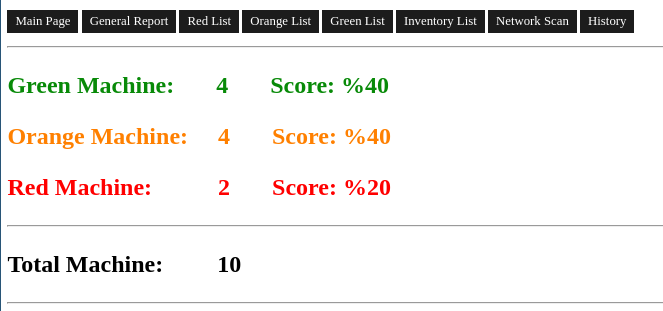 Main Page General Report Red List Orange List Green List Inventory List Network Scan History
Green Machine: 4 Score: %40
Orange Machine: 4 Score: %40
Red Machine: 2 Score: %20
Total Machine: 10